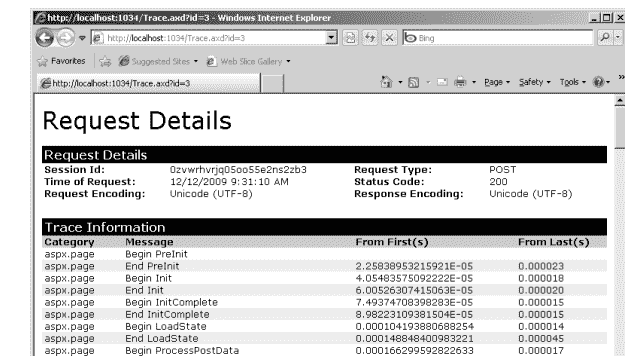 http://localhost:1034/Trace.axd?id=3 - Windows Internet Explorer
http://localhost:1034/Trace.axd?id=3
Bing
Favorites Suggested Sites Web Slice Gallery
http://localhost:1034/Trace.axd?id=3 Page Safety Tools »
Request Details
Request Details
Session Id: 0zvwrhvrjq05oo55e2ns2zb3 Request Type: POST
Time of Request: 12/12/2009 9:31:10 AM Status Code: 200
Request Encoding: Unicode (UTF-8) Response Encoding: Unicode (UTF-8)
Trace Information
Category Message From First(s) From Last(s)
aspx.page Begin PreInit
aspx.page End PreInit 2.25838953215921E-05 0.000023
aspx.page Begin Init 4.05483575092222E-05 0.000018
aspx.page End Init 6.00526307415063E-05 0.000020
aspx.page Begin InitComplete 7.49374708398283E-05 0.000015
aspx.page End InitComplete 8.98223109381504E-05 0.000015
aspx.page Begin LoadState 0.000104193880688254 0.000014
aspx.page End LoadState 0.000148848400983221 0.000045
aspx.page Begin ProcessPostData 0.000166299592822633 0.000017